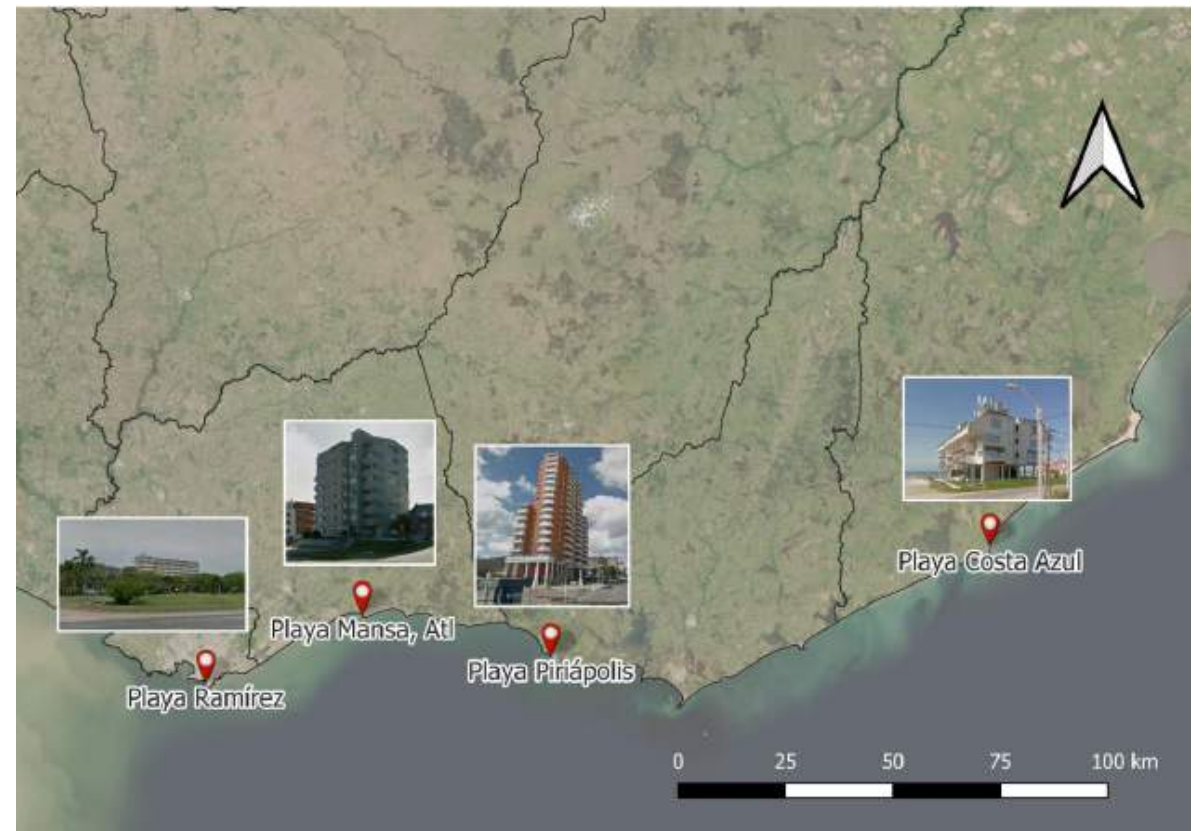 Playa Costa Azul
Playa Mansa, Atl
Playa Piriápolis
Playa Ramírez
0 25 50 75 100 km